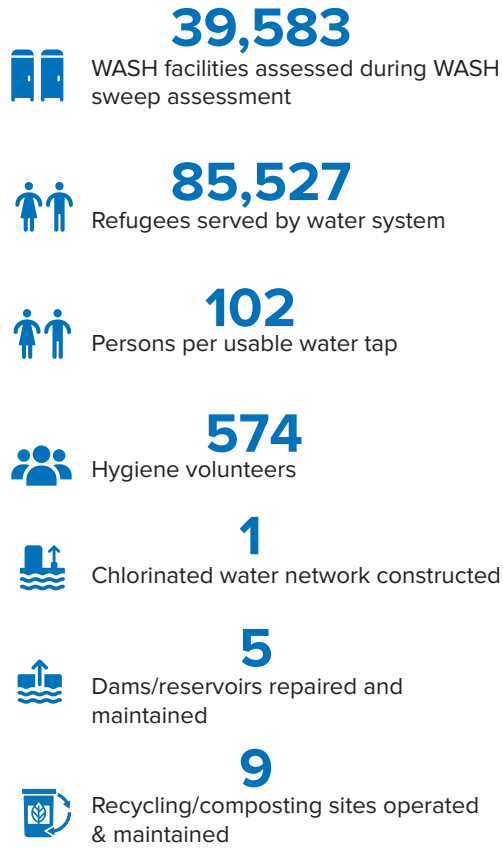 39,583
WASH facilities assessed during WASH
sweep assessment
85,527
Refugees served by water system
102
Persons per usable water tap
574
Hygiene volunteers
1
Chlorinated water network constructed
5
Dams/reservoirs repaired and
maintained
9
Recycling/composting sites operated
& maintained